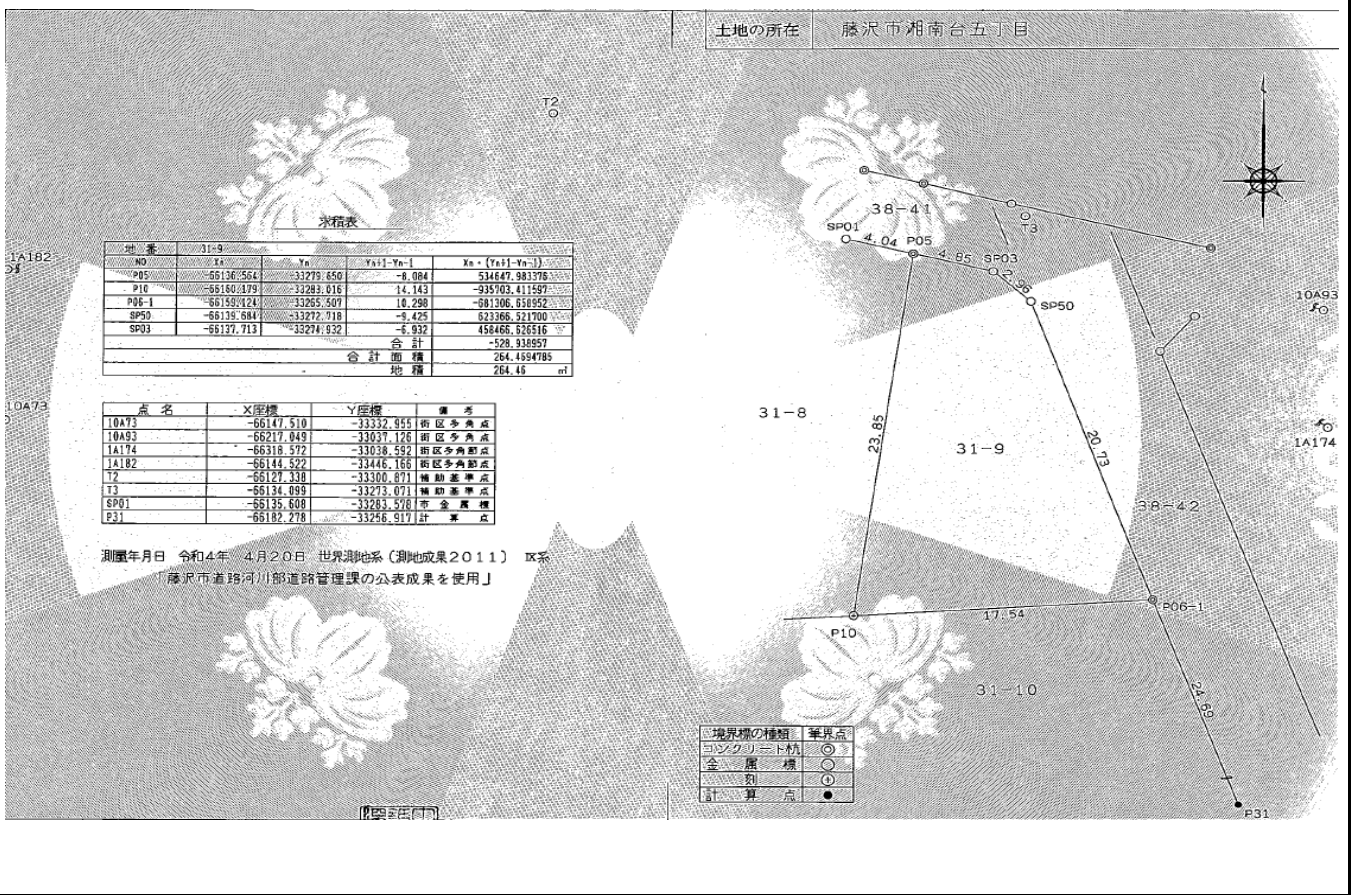 土地の所在 藤沢市湘南台五丁目
求積表
地番 31-9
NO Xn Yn Yn+1-Yn-1 Xn・(Yn+1-Yn-1)
P05 -66136.564 -33279.650 -8.084 534647.983376
P10 -66160.179 -33283.016 14.143 -935703.411597
P06-1 -66159.124 -33265.507 10.298 -681306.658952
SP50 -66139.684 -33272.718 -9.425 623366.521700
SP03 -66137.713 -33274.932 -6.932 458466.626516
合計 -528.938957
合計面積 264.4694785
地積 264.46 ㎡
点名 X座標 Y座標 備考
10A73 -66147.510 -33332.955 街区多角点
10A93 -66217.049 -33037.126 街区多角点
1A174 -66318.572 -33038.592 街区多角節点
1A182 -66144.522 -33446.166 街区多角節点
T2 -66127.338 -33300.871 補助基準点
T3 -66134.099 -33273.071 補助基準点
SP01 -66135.608 -33283.578 市金属標
P31 -66182.278 -33256.917 計算点
測量年月日 令和4年 4月20日 世界測地系(測地成果2011) Ⅸ系
「藤沢市道路河川部道路管理課の公表成果を使用」
1A182
10A73
T2
38-41
T3
SP01
4.04
P05
4.85
SP03
2.96
SP50
10A93
1A174
31-8
23.85
31-9
20.73
38-42
P10
17.54
P06-1
31-10
24.69
P31
境界標の種類 筆界点
コンクリート杭 ◎
金属標 ○
刻 ⊕
計算点 ●